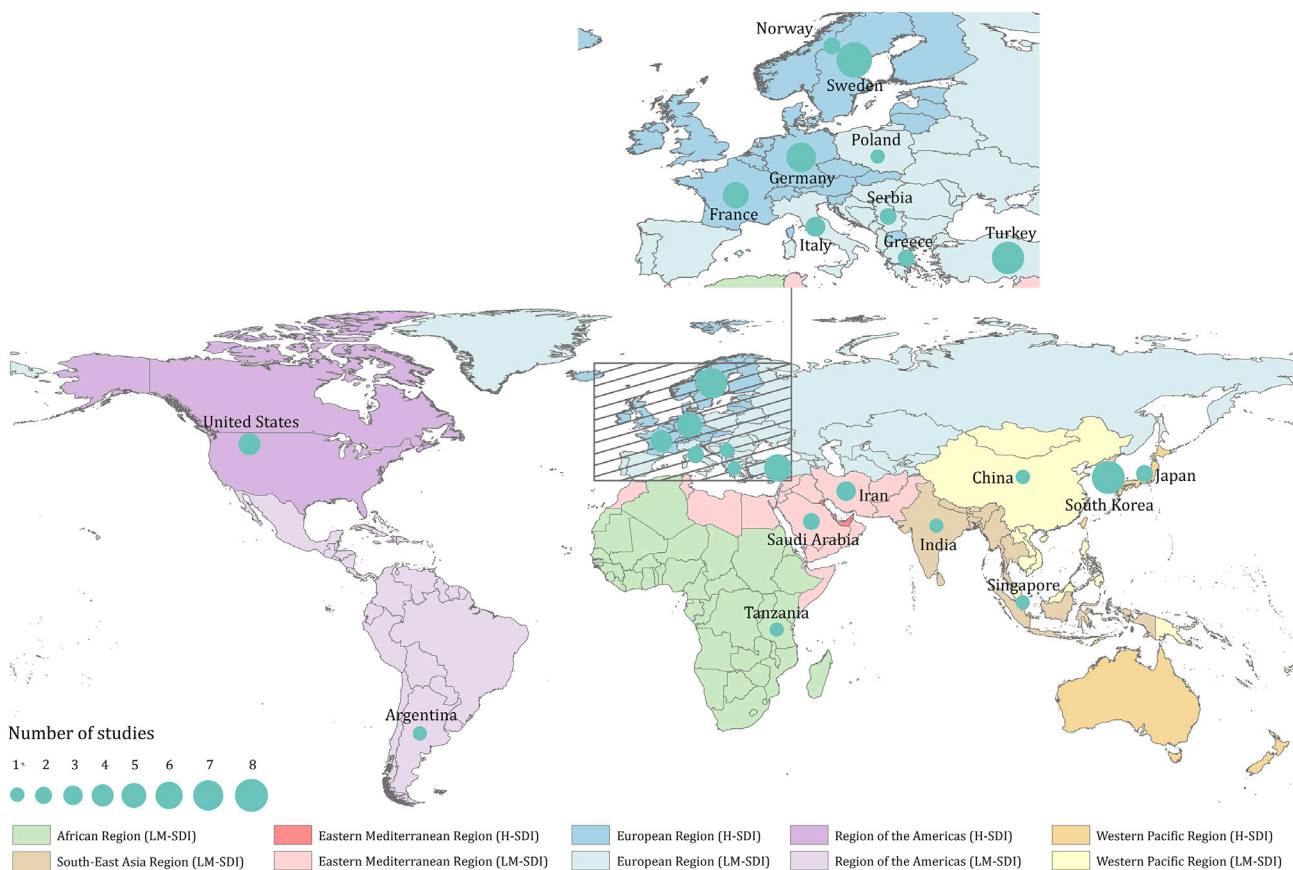 Norway
Sweden
Poland
Germany
Serbia
France
Italy
Greece
Turkey
United States
China
Japan
South Korea
Iran
Saudi Arabia
India
Singapore
Tanzania
Argentina
Number of studies
1 2 3 4 5 6 7 8
African Region (LM-SDI) Eastern Mediterranean Region (H-SDI) European Region (H-SDI) Region of the Americas (H-SDI) Western Pacific Region (H-SDI)
South-East Asia Region (LM-SDI) Eastern Mediterranean Region (LM-SDI) European Region (LM-SDI) Region of the Americas (LM-SDI) Western Pacific Region (LM-SDI)